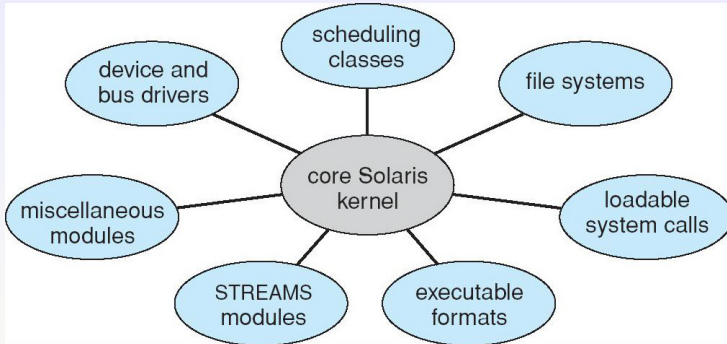 scheduling
classes
device and
bus drivers
file systems
core Solaris
kernel
miscellaneous
modules
loadable
system calls
STREAMS
modules
executable
formats